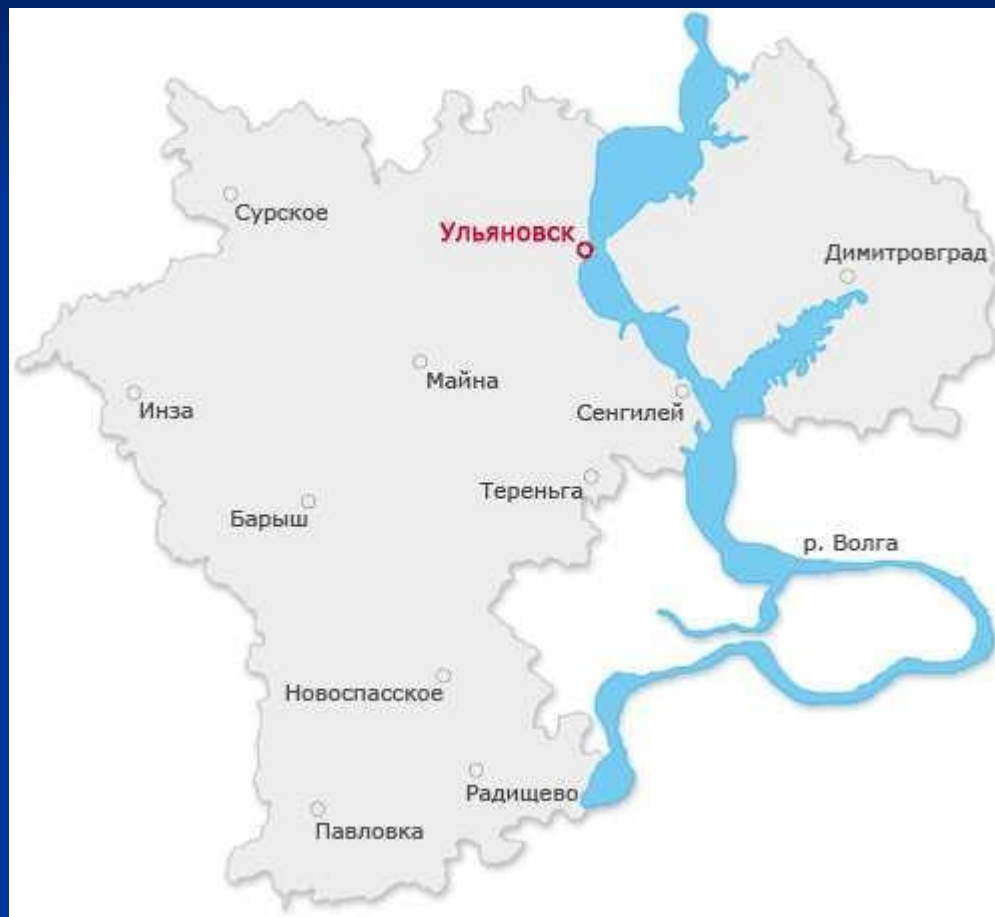 Сурское
Ульяновск
Димитровград
Майна
Инза
Сенгилей
Тереньга
Барыш
р. Волга
Новоспасское
Радищево
Павловка